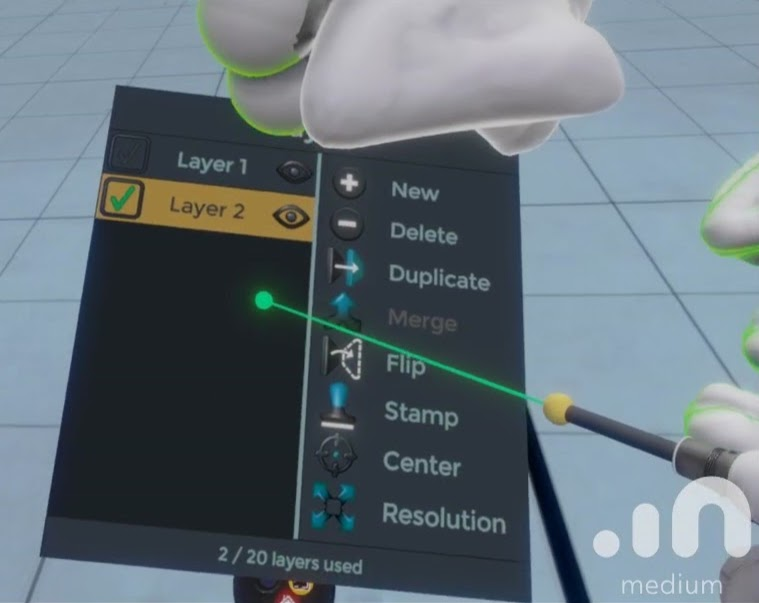 Layer 1
Layer 2
New
Delete
Duplicate
Merge
Flip
Stamp
Center
Resolution
2 / 20 layers used
medium